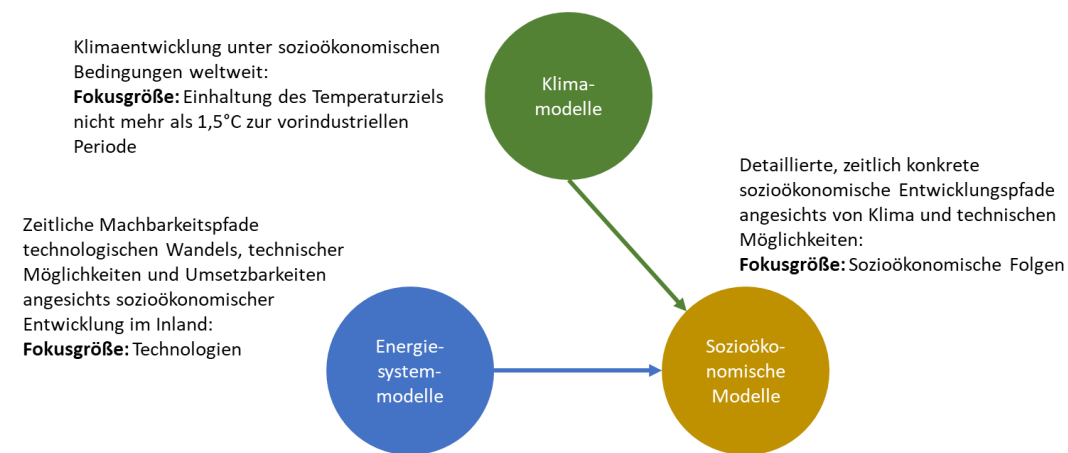 Klimaentwicklung unter sozioökonomischen
Bedingungen weltweit:
Fokusgröße: Einhaltung des Temperaturziels
nicht mehr als 1,5°C zur vorindustriellen
Periode
Klima-
modelle
Detaillierte, zeitlich konkrete
sozioökonomische Entwicklungspfade
angesichts von Klima und technischen
Möglichkeiten:
Fokusgröße: Sozioökonomische Folgen
Zeitliche Machbarkeitspfade
technologischen Wandels, technischer
Möglichkeiten und Umsetzbarkeiten
angesichts sozioökonomischer
Entwicklung im Inland:
Fokusgröße: Technologien
Energie-
system-
modelle
Sozioöko-
nomische
Modelle